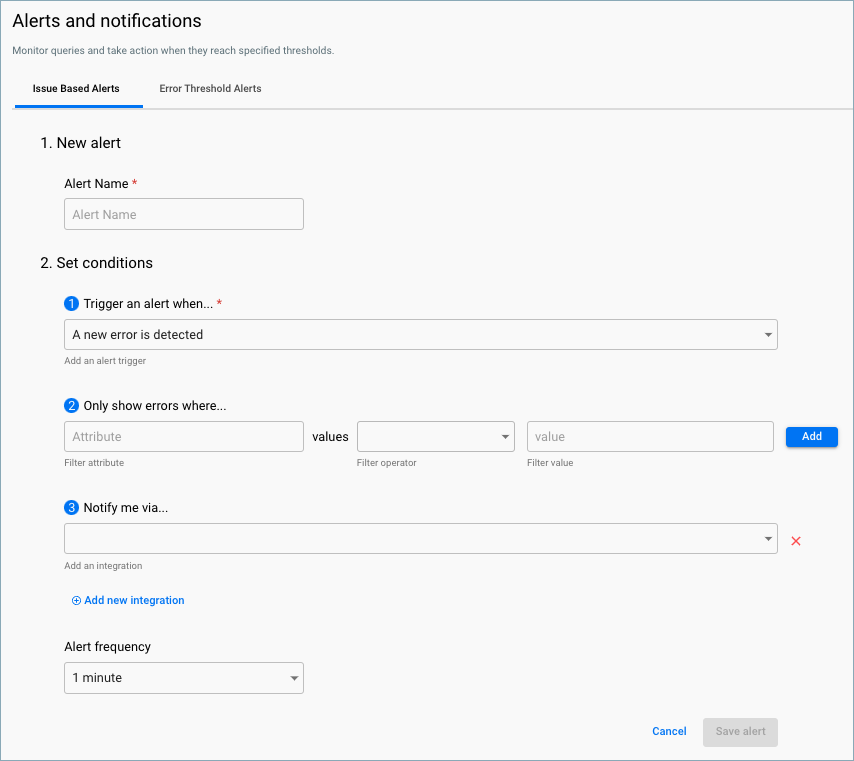 Alerts and notifications
Monitor queries and take action when they reach specified thresholds.
Issue Based Alerts Error Threshold Alerts
1. New alert
Alert Name *
Alert Name
2. Set conditions
1 Trigger an alert when... *
A new error is detected
Add an alert trigger
2 Only show errors where...
Attribute values value Add
Filter attribute Filter operator Filter value
3 Notify me via...
Add an integration
Add new integration
Alert frequency
1 minute
Cancel Save alert